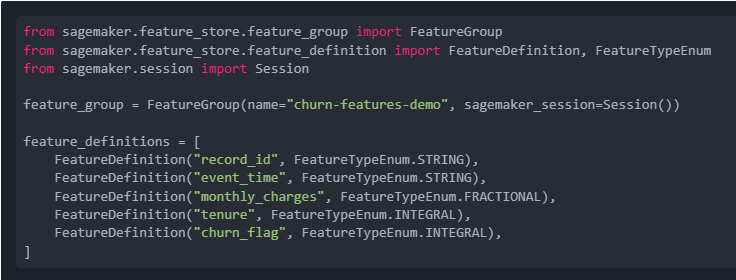 from sagemaker.feature_store.feature_group import FeatureGroup
from sagemaker.feature_store.feature_definition import FeatureDefinition, FeatureTypeEnum
from sagemaker.session import Session

feature_group = FeatureGroup(name="churn-features-demo", sagemaker_session=Session())

feature_definitions = [
    FeatureDefinition("record_id", FeatureTypeEnum.STRING),
    FeatureDefinition("event_time", FeatureTypeEnum.STRING),
    FeatureDefinition("monthly_charges", FeatureTypeEnum.FRACTIONAL),
    FeatureDefinition("tenure", FeatureTypeEnum.INTEGRAL),
    FeatureDefinition("churn_flag", FeatureTypeEnum.INTEGRAL),
]